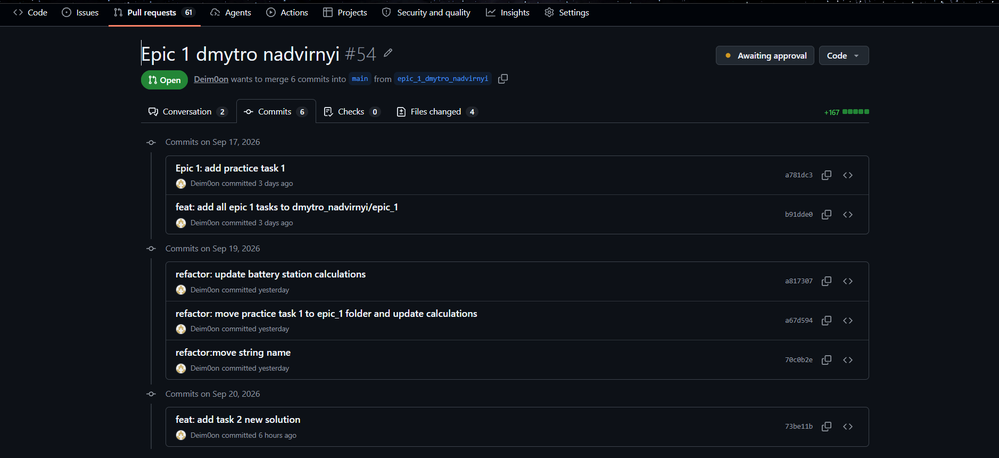 Code Issues Pull requests 61 Agents Actions Projects Security and quality Insights Settings
Epic 1 dmytro nadvirnyi #54
Awaiting approval Code
Open Deim0on wants to merge 6 commits into main from epic_1_dmytro_nadvirnyi
Conversation 2 Commits 6 Checks 0 Files changed 4 +167
Commits on Sep 17, 2026
Epic 1: add practice task 1
Deim0on committed 3 days ago
a781dc3
feat: add all epic 1 tasks to dmytro_nadvirnyi/epic_1
Deim0on committed 3 days ago
b91dde0
Commits on Sep 19, 2026
refactor: update battery station calculations
Deim0on committed yesterday
a817307
refactor: move practice task 1 to epic_1 folder and update calculations
Deim0on committed yesterday
a67d594
refactor:move string name
Deim0on committed yesterday
70c0b2e
Commits on Sep 20, 2026
feat: add task 2 new solution
Deim0on committed 6 hours ago
73be11b